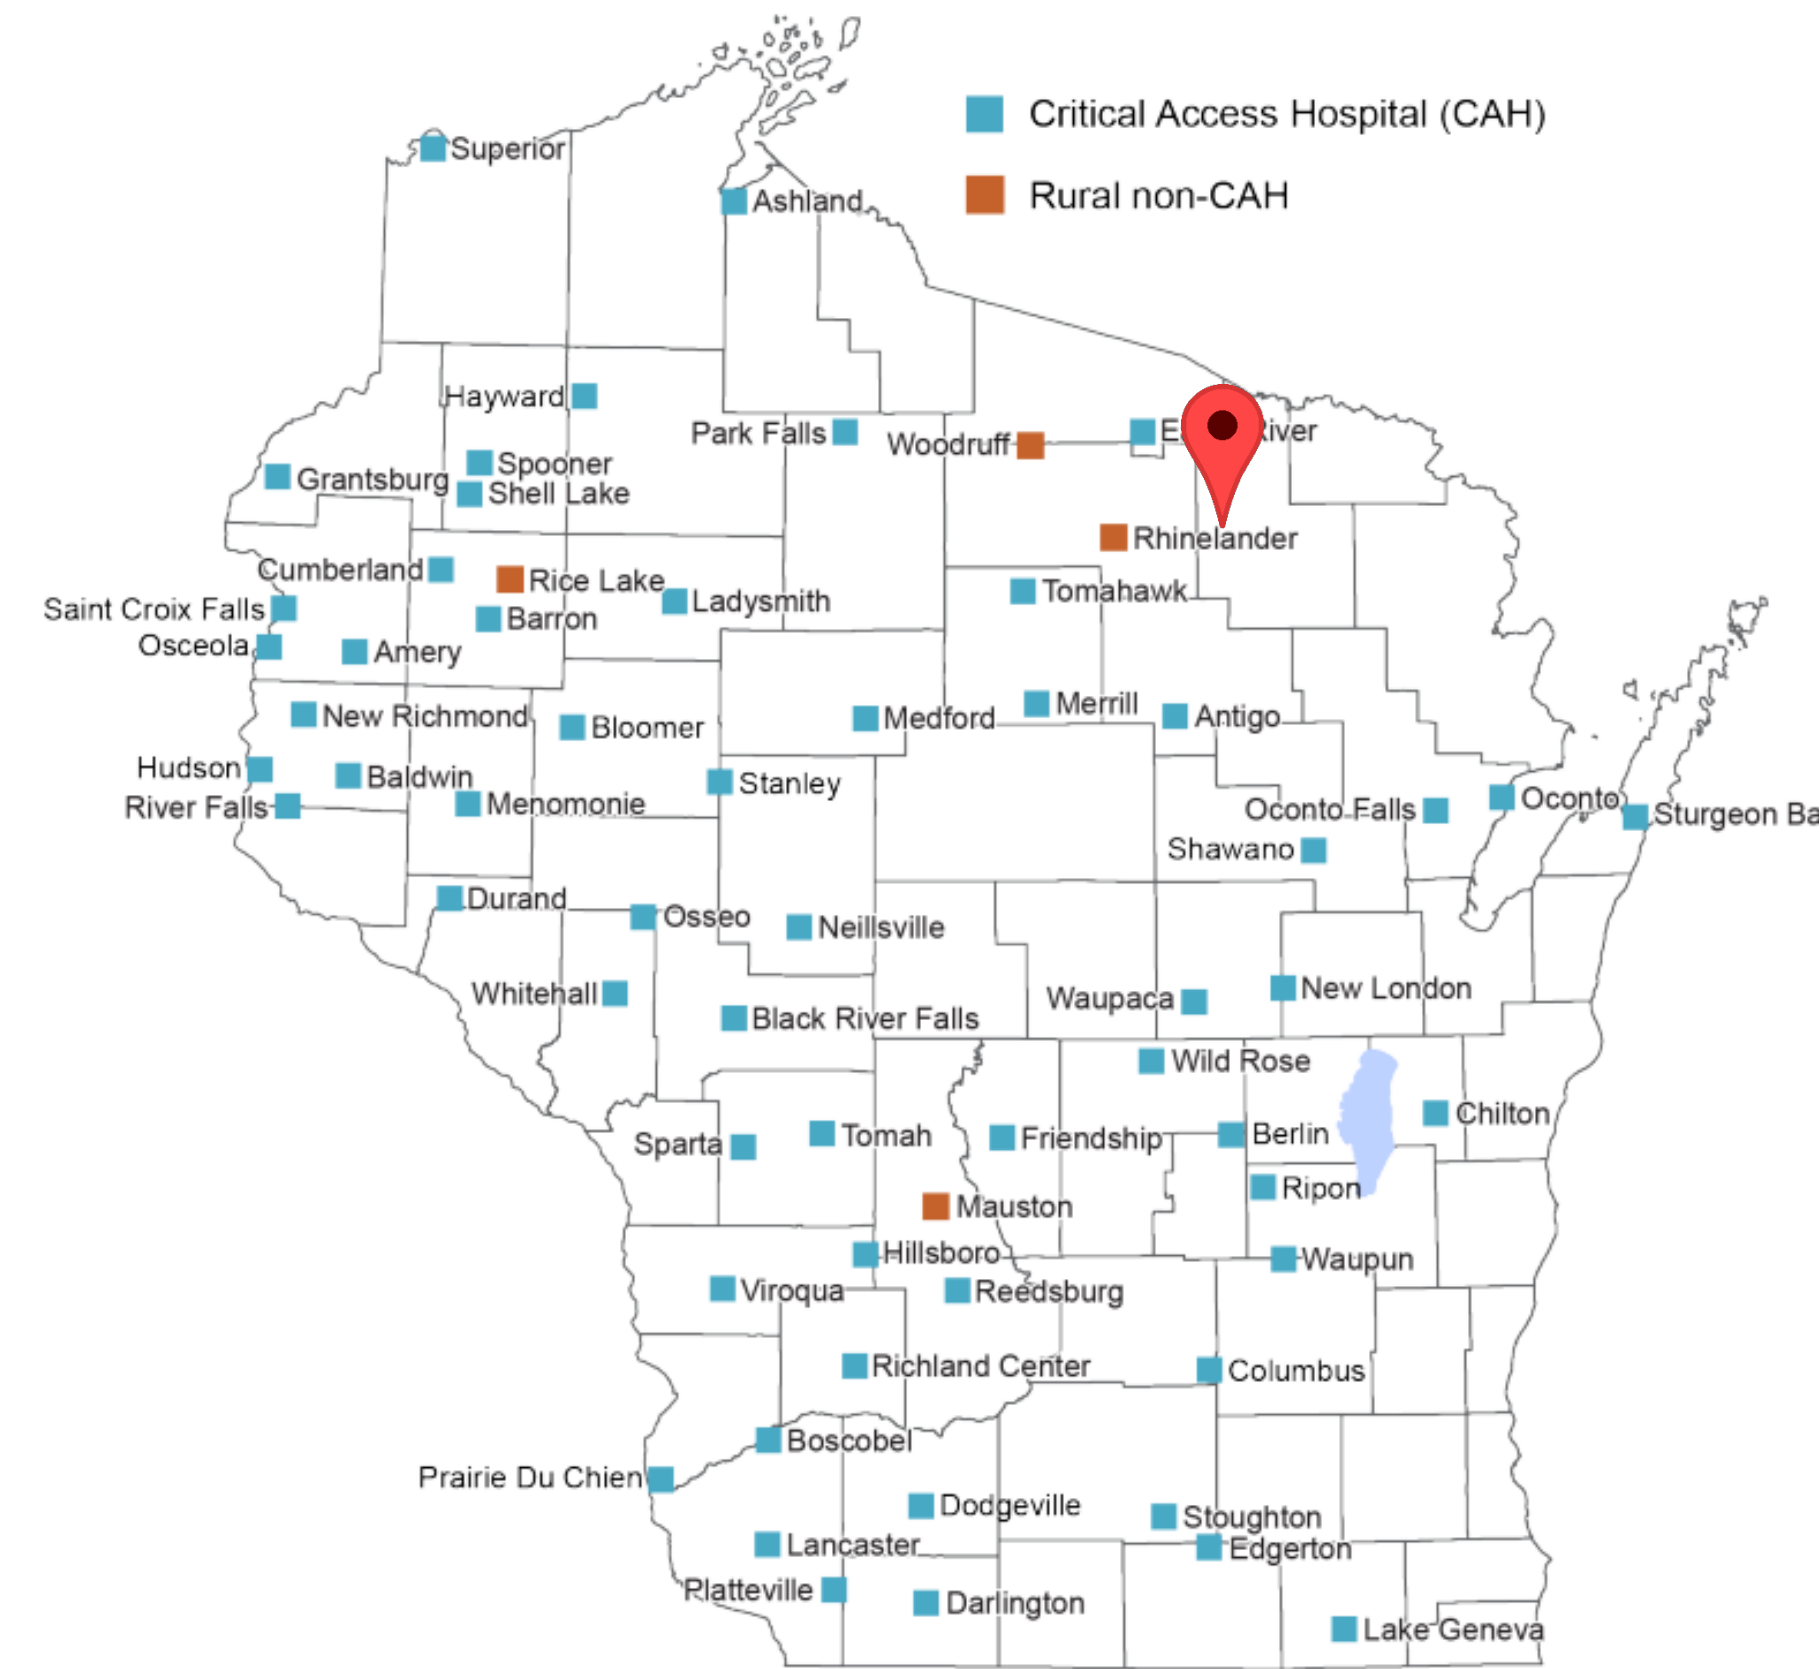 Critical Access Hospital (CAH)
Rural non-CAH
Superior
Ashland
Hayward
Park Falls
Woodruff
River
Grantsburg
Spooner
Shell Lake
Rhinelander
Cumberland
Rice Lake
Ladysmith
Tomahawk
Saint Croix Falls
Barron
Osceola
Amery
New Richmond
Bloomer
Medford
Merrill
Antigo
Hudson
Baldwin
Stanley
River Falls
Menomonie
Oconto Falls
Oconto
Sturgeon Ba
Shawano
Durand
Osseo
Neillsville
Whitehall
Waupaca
New London
Black River Falls
Wild Rose
Chilton
Sparta
Tomah
Friendship
Berlin
Ripon
Mauston
Hillsboro
Waupun
Viroqua
Reedsburg
Richland Center
Columbus
Boscobel
Prairie Du Chien
Dodgeville
Stoughton
Lancaster
Edgerton
Platteville
Darlington
Lake Geneva